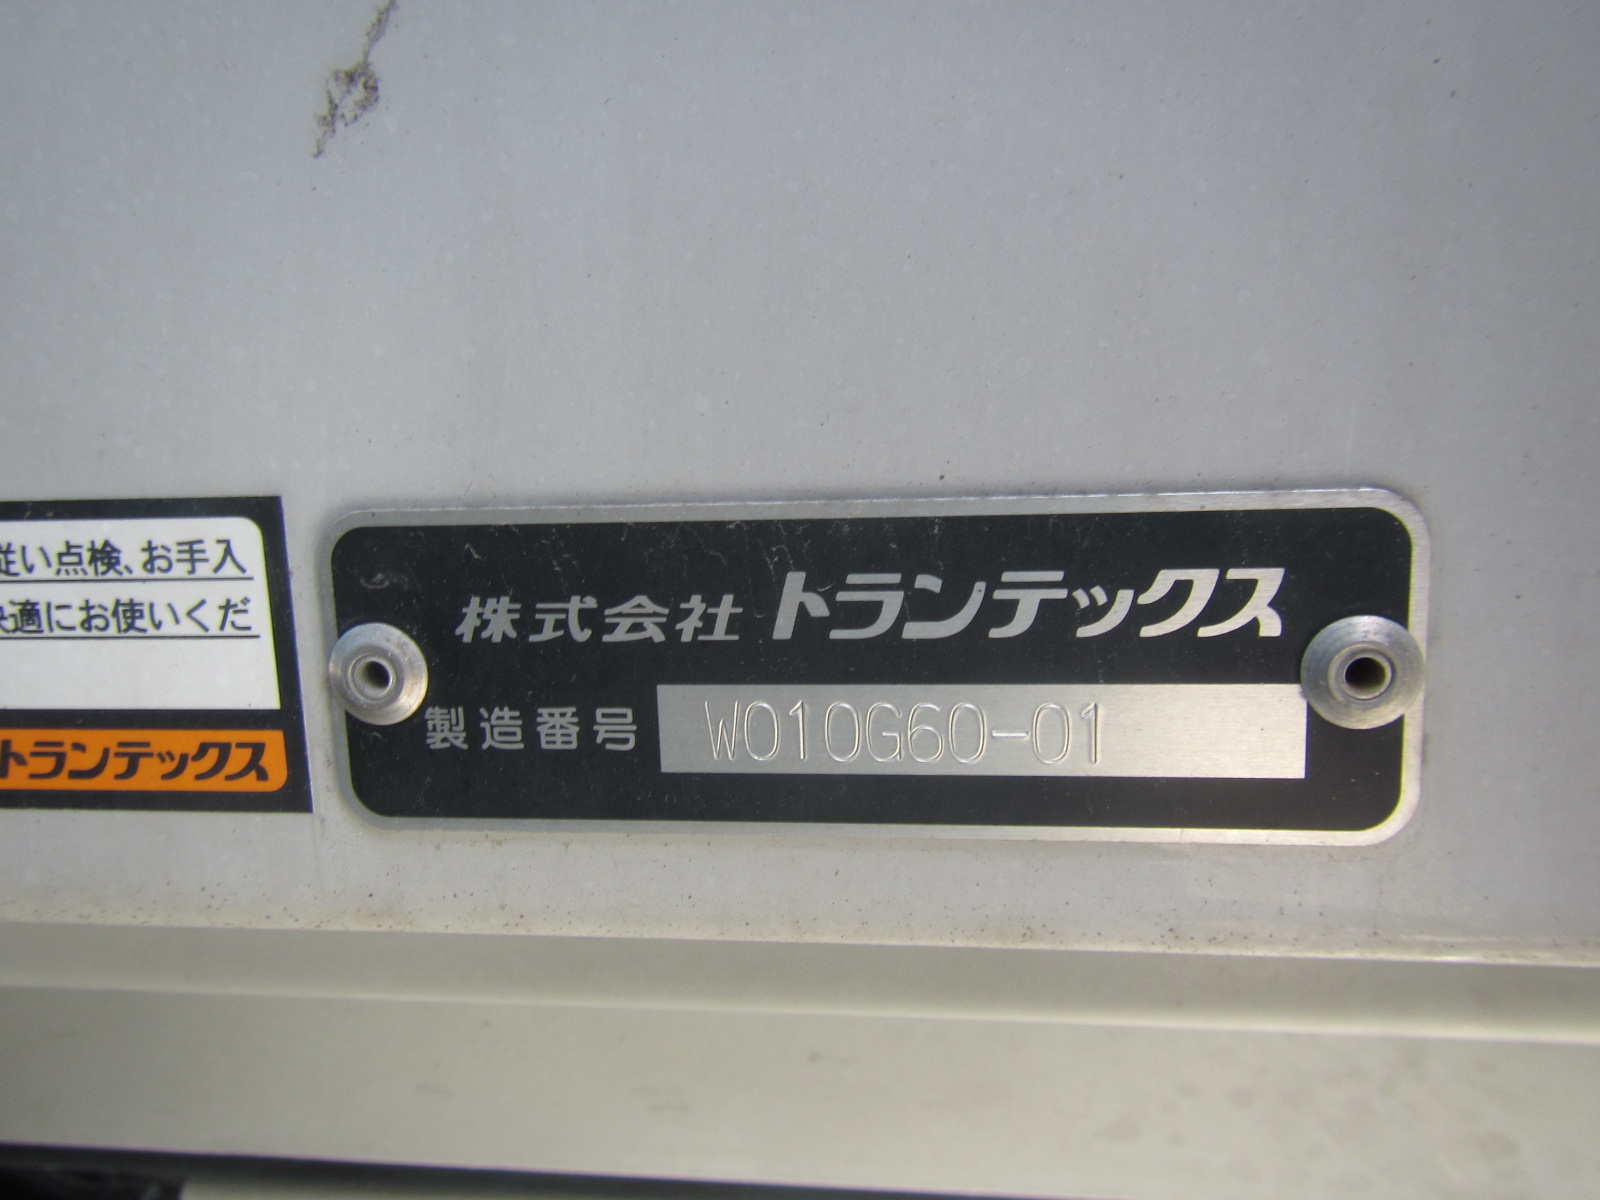 従い点検、お手入
快適にお使いくだ
トランテックス
株式会社トランテックス
製造番号 W010G60-01